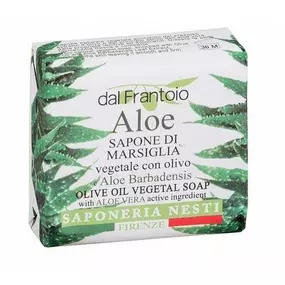 36 M
dal Frantoio
Aloe
SAPONE DI
MARSIGLIA
vegetale con olivo
e Aloe Barbadensis
OLIVE OIL VEGETAL SOAP
with ALOE VERA active ingredient
SAPONERIA NESTI
FIRENZE